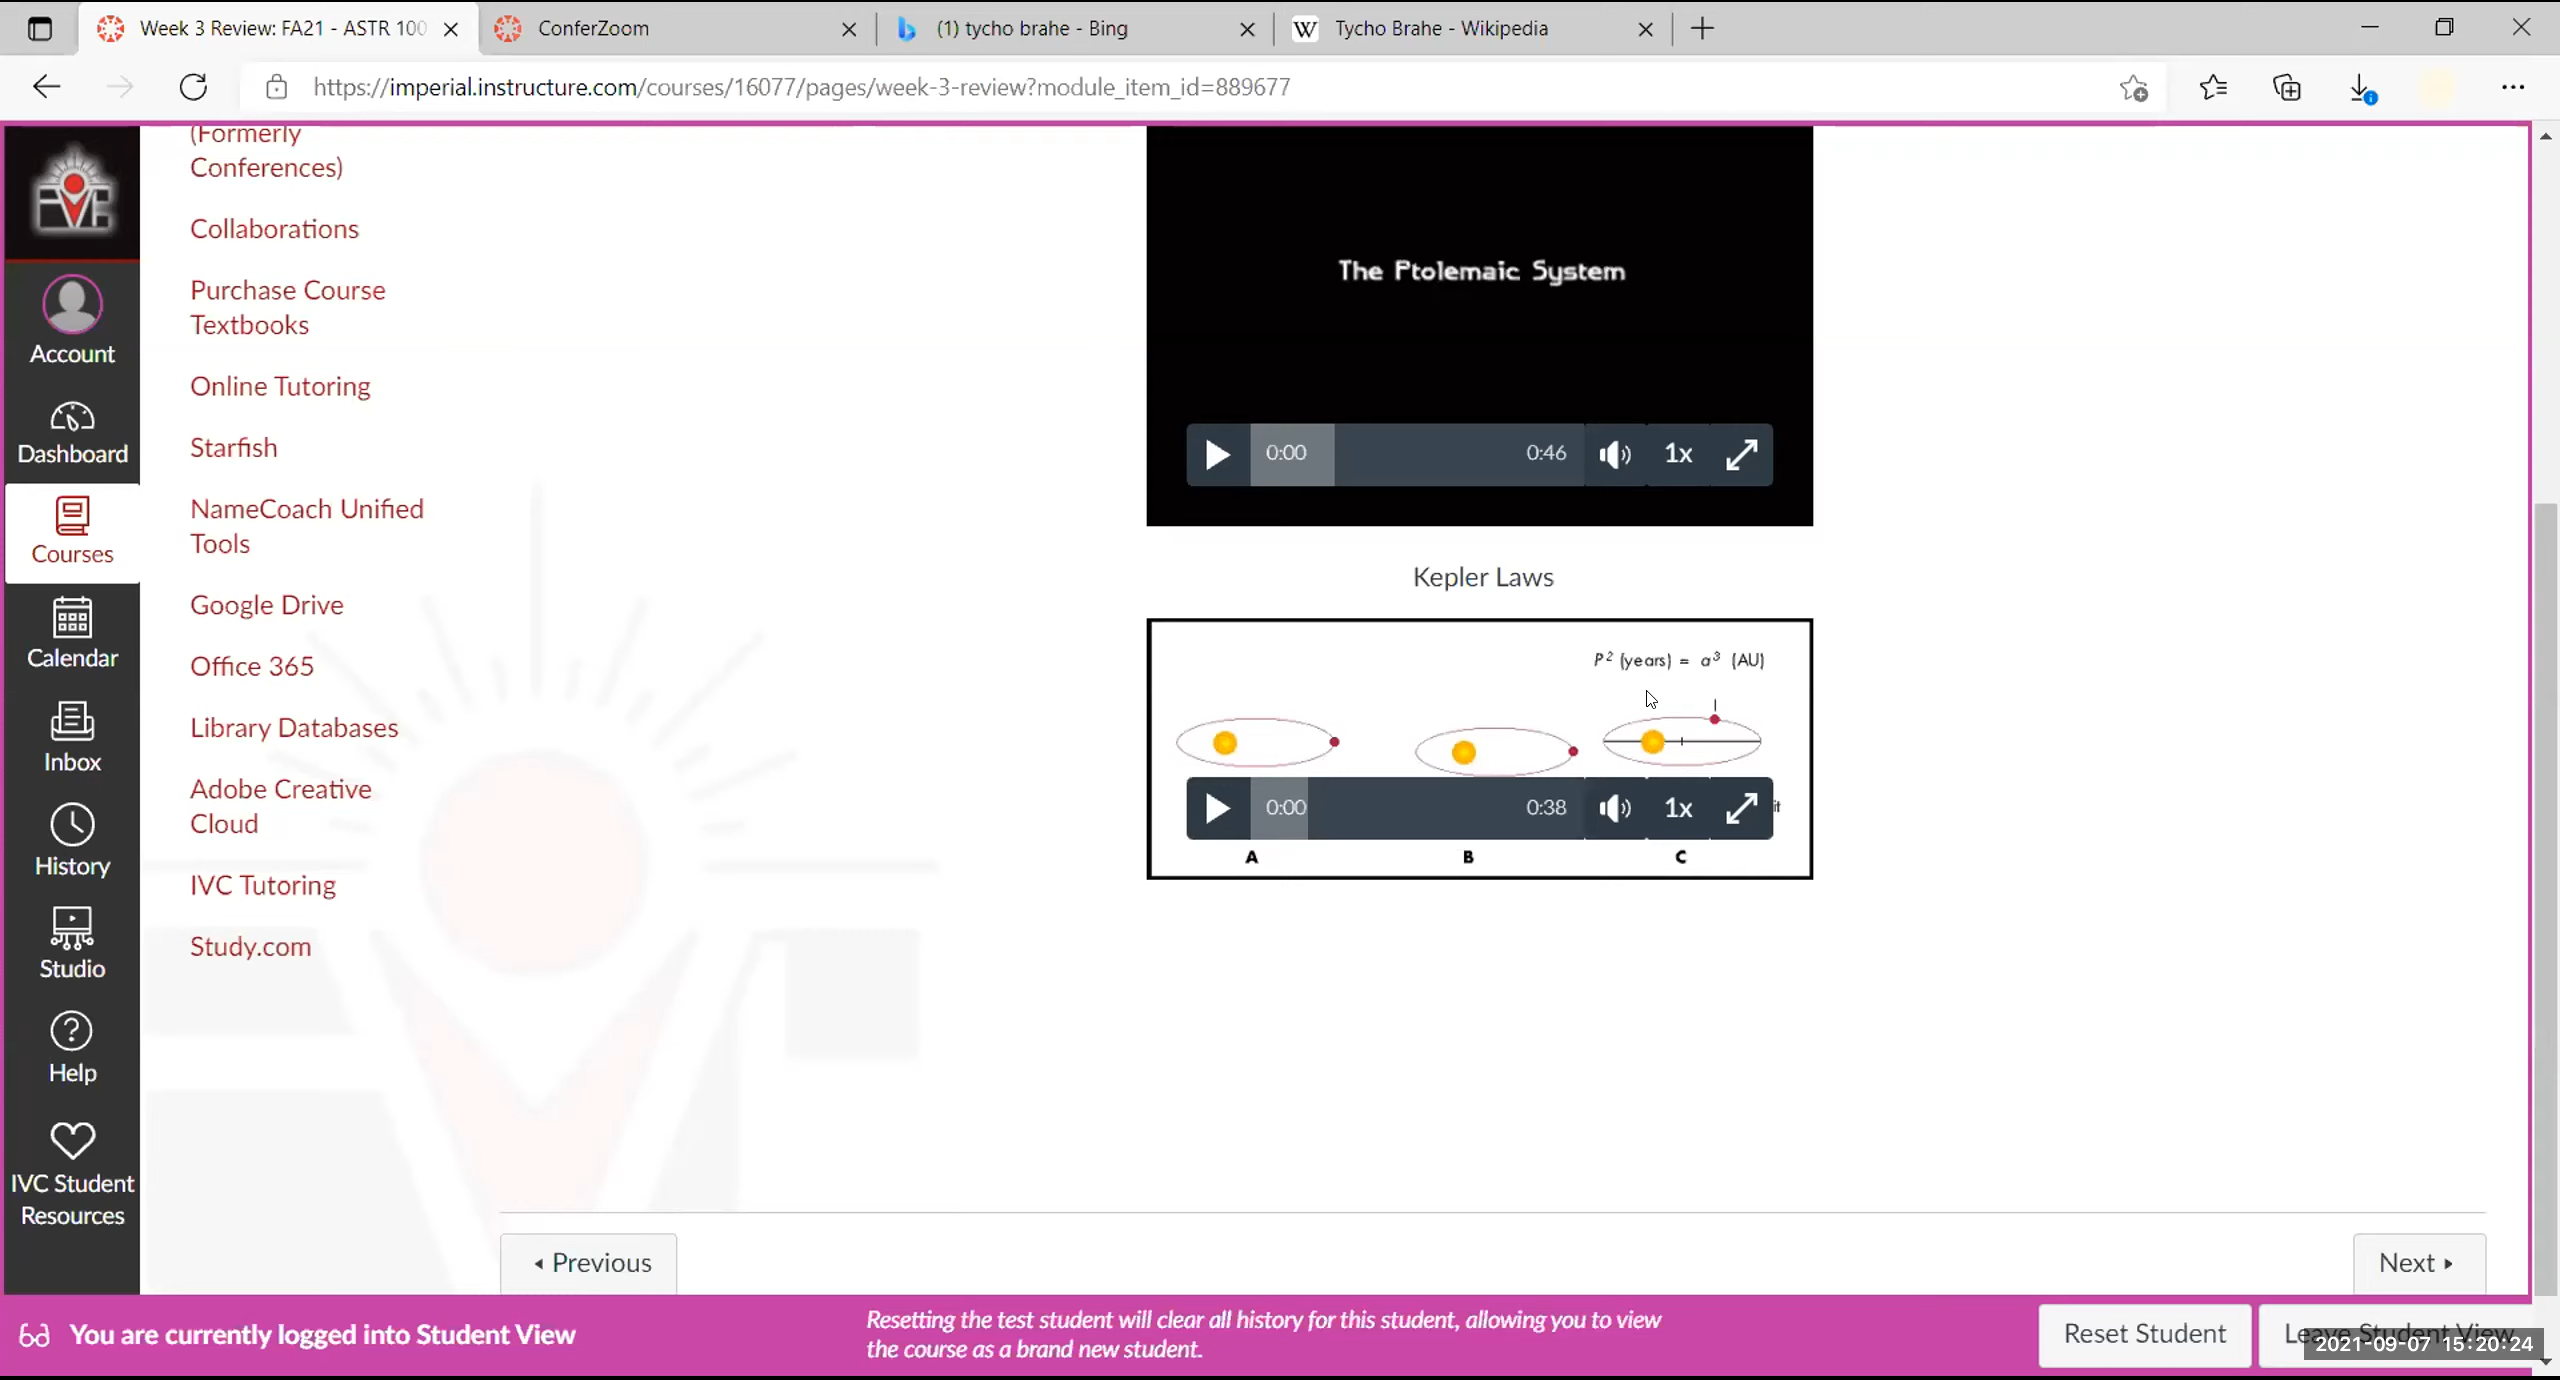 Week 3 Review: FA21 - ASTR 100
ConferZoom
(1) tycho brahe - Bing
W
Tycho Brahe - Wikipedia
https://imperial.instructure.com/courses/16077/pages/week-3-review?module_item_id=889677
Account
Dashboard
Courses
Calendar
Inbox
History
Studio
Help
IVC Student
Resources
(Formerly
Conferences)
Collaborations
Purchase Course
Textbooks
Online Tutoring
Starfish
NameCoach Unified
Tools
Google Drive
Office 365
Library Databases
Adobe Creative
Cloud
IVC Tutoring
Study.com
The Ptolemaic System
0:00 0:46 1x
Kepler Laws
P² (years) = a³ (AU)
0:00 0:38 1x it
A B C
Previous
Next
You are currently logged into Student View
Resetting the test student will clear all history for this student, allowing you to view
the course as a brand new student.
Reset Student
Leave Student View
2021-09-07 15:20:24